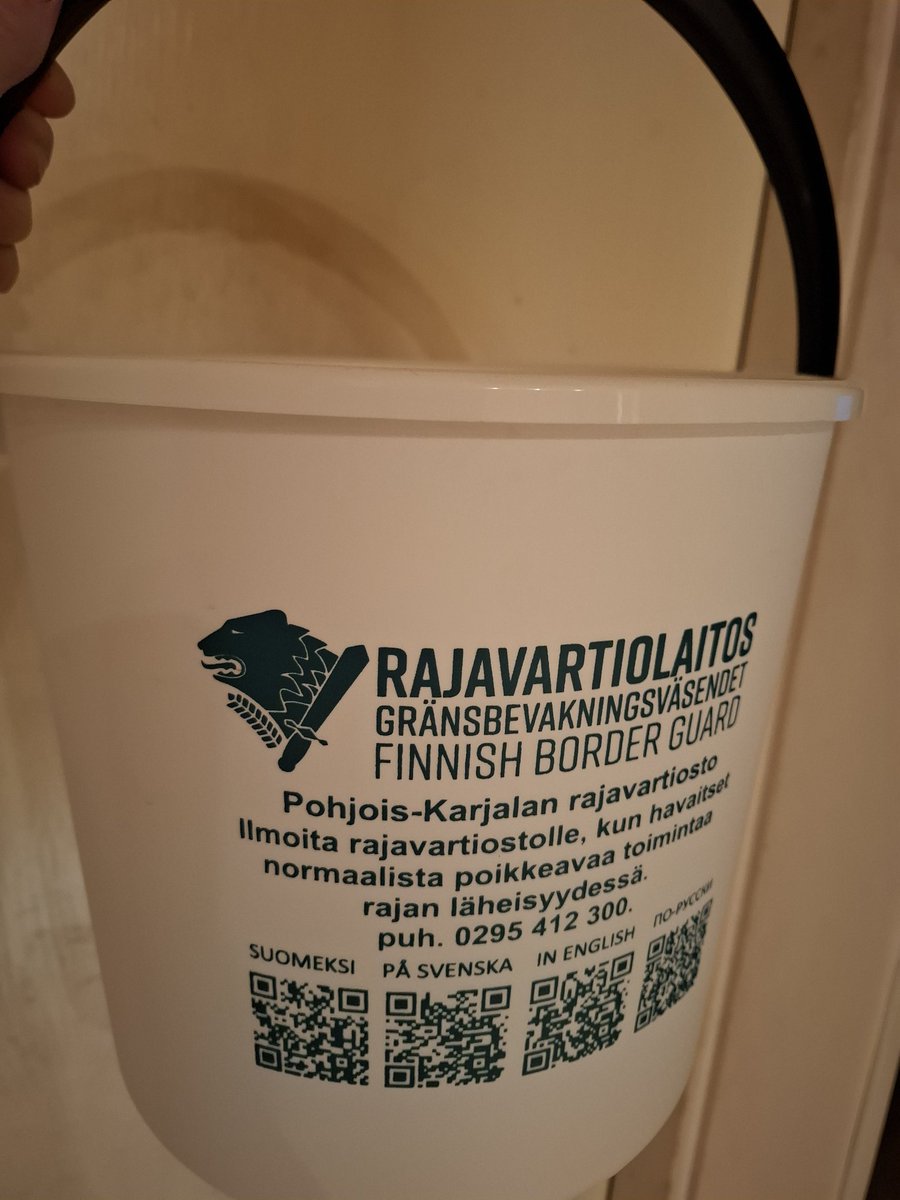 RAJAVARTIOLAITOS
GRÄNSBEVAKNINGSVÄSENDET
FINNISH BORDER GUARD
Pohjois-Karjalan rajavartiosto
Ilmoita rajavartiostolle, kun havaitset
normaalista poikkeavaa toimintaa
rajan läheisyydessä.
puh. 0295 412 300.
SUOMEKSI PÅ SVENSKA IN ENGLISH ПО-РУССКИ